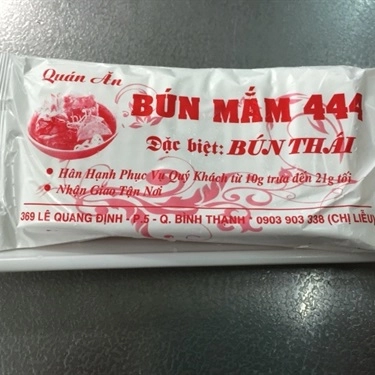 Quán Ăn
BÚN MẮM 444
Đặc biệt: BÚN THÁI
Hân Hạnh Phục Vụ Quý Khách từ 10g trưa đến 21g tối
Nhận Giao Tận Nơi
369 LÊ QUANG ĐỊNH - P.5 - Q. BÌNH THẠNH * 0903 903 338 (CHỊ LIỄU)